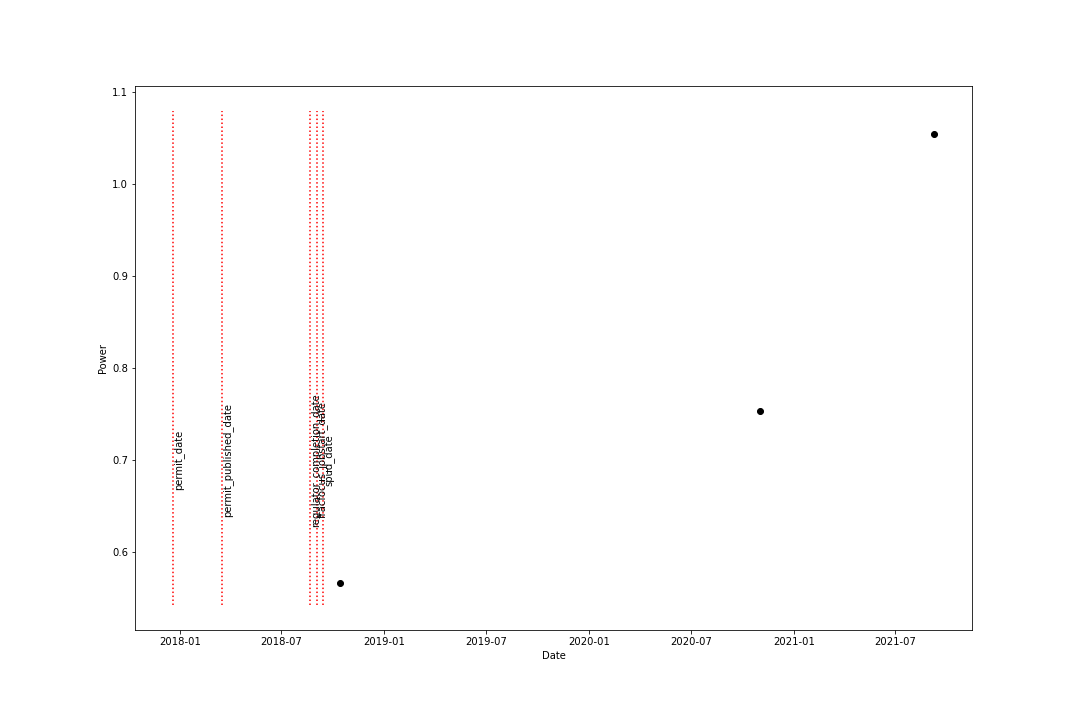 1.1
1.0
0.9
0.8
0.7
0.6
Power
permit_date
permit_published_date
regulator_completion_date
spud_date
2018-01
2018-07
2019-01
2019-07
2020-01
2020-07
2021-01
2021-07
Date